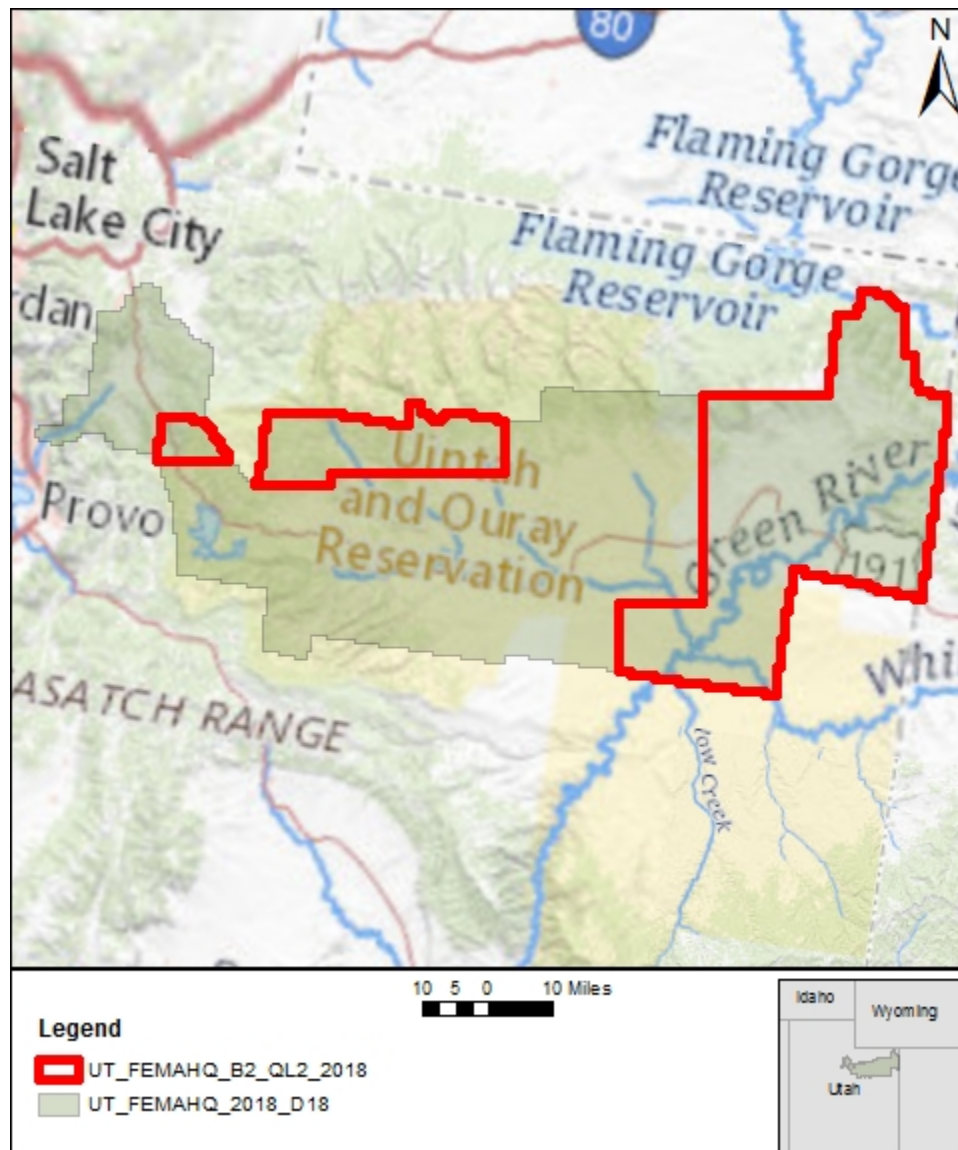 80
N
Salt
Lake City
Flaming Gorge
Reservoir
Flaming Gorge
Reservoir
rdan
Uintah
and Ouray
Reservation
Provo
Green River
191
Whi
ASATCH RANGE
low Creek
10 5 0 10 Miles
Legend
UT_FEMAHQ_B2_QL2_2018
UT_FEMAHQ_2018_D18
Idaho
Wyoming
Utah